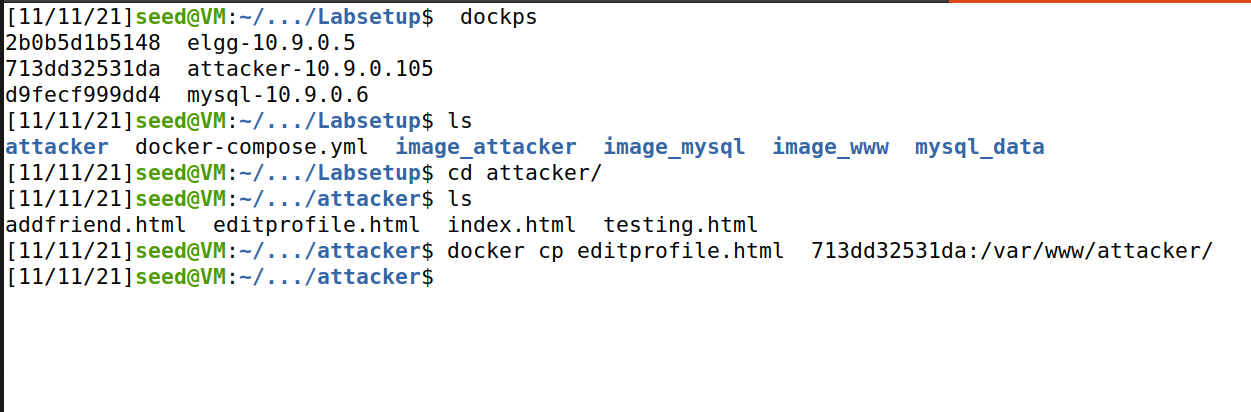 [11/11/21]seed@VM:~/.../Labsetup$  dockps
2b0b5d1b5148  elgg-10.9.0.5
713dd32531da  attacker-10.9.0.105
d9fecf999dd4  mysql-10.9.0.6
[11/11/21]seed@VM:~/.../Labsetup$ ls
attacker  docker-compose.yml  image_attacker  image_mysql  image_www  mysql_data
[11/11/21]seed@VM:~/.../Labsetup$ cd attacker/
[11/11/21]seed@VM:~/.../attacker$ ls
addfriend.html  editprofile.html  index.html  testing.html
[11/11/21]seed@VM:~/.../attacker$ docker cp editprofile.html  713dd32531da:/var/www/attacker/
[11/11/21]seed@VM:~/.../attacker$